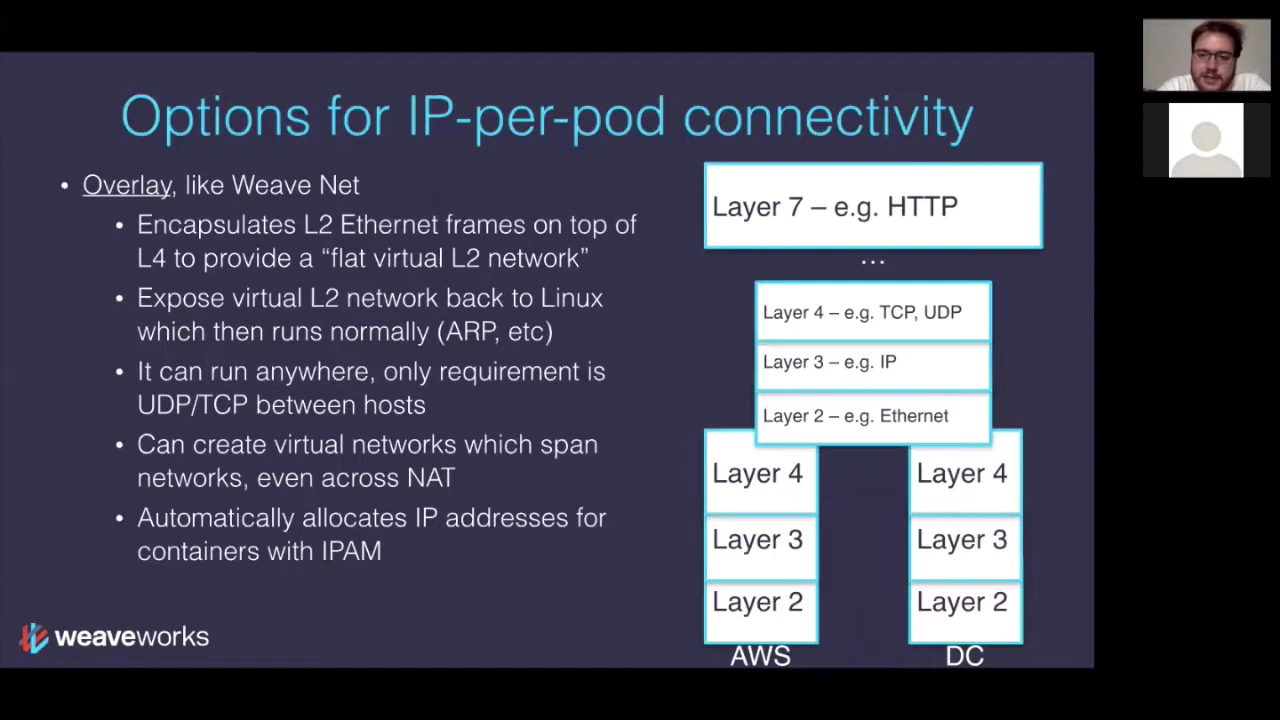 Options for IP-per-pod connectivity
• Overlay, like Weave Net
• Encapsulates L2 Ethernet frames on top of
L4 to provide a “flat virtual L2 network”
• Expose virtual L2 network back to Linux
which then runs normally (ARP, etc)
• It can run anywhere, only requirement is
UDP/TCP between hosts
• Can create virtual networks which span
networks, even across NAT
• Automatically allocates IP addresses for
containers with IPAM
Layer 7 – e.g. HTTP
...
Layer 4 – e.g. TCP, UDP
Layer 3 – e.g. IP
Layer 2 – e.g. Ethernet
Layer 4
Layer 3
Layer 2
AWS
Layer 4
Layer 3
Layer 2
DC
weaveworks